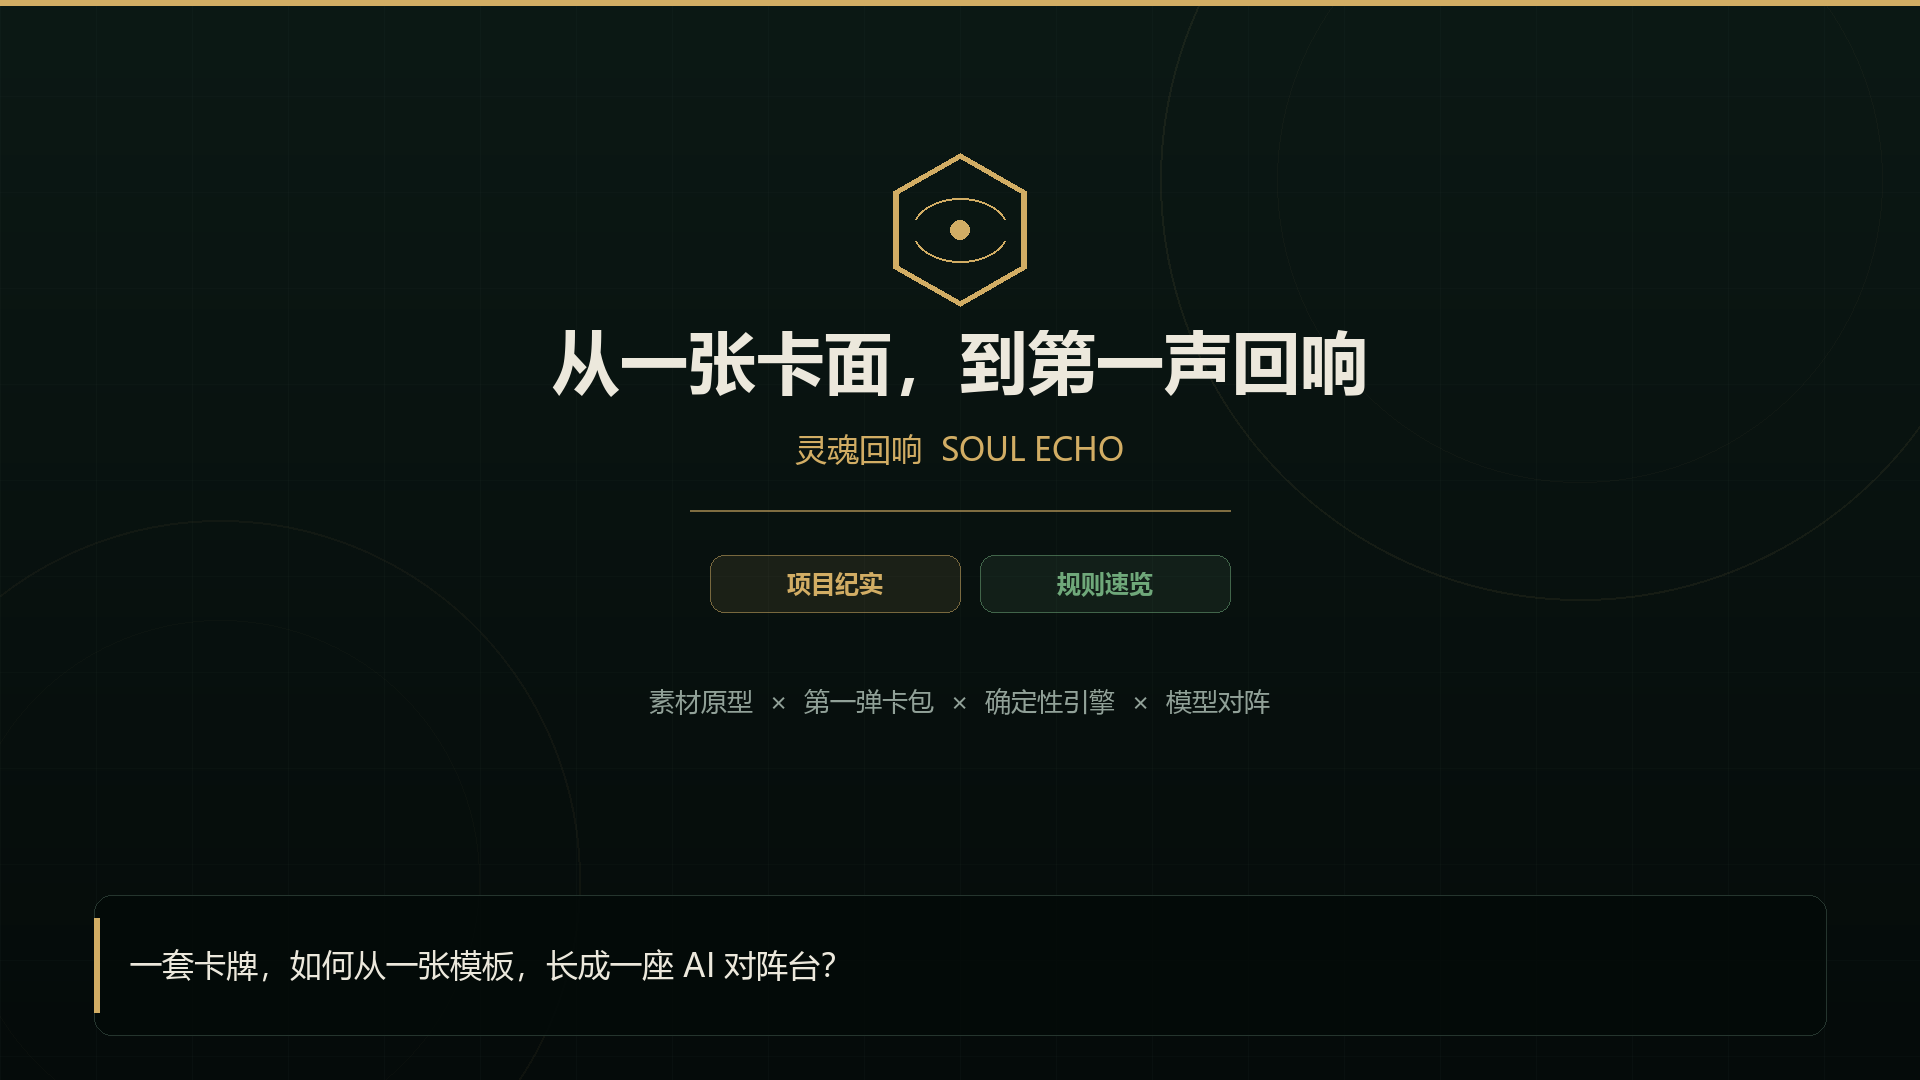 从一张卡面，到第一声回响
灵魂回响 SOUL ECHO
项目纪实 规则速览
素材原型 × 第一弹卡包 × 确定性引擎 × 模型对阵
一套卡牌，如何从一张模板，长成一座 AI 对阵台？